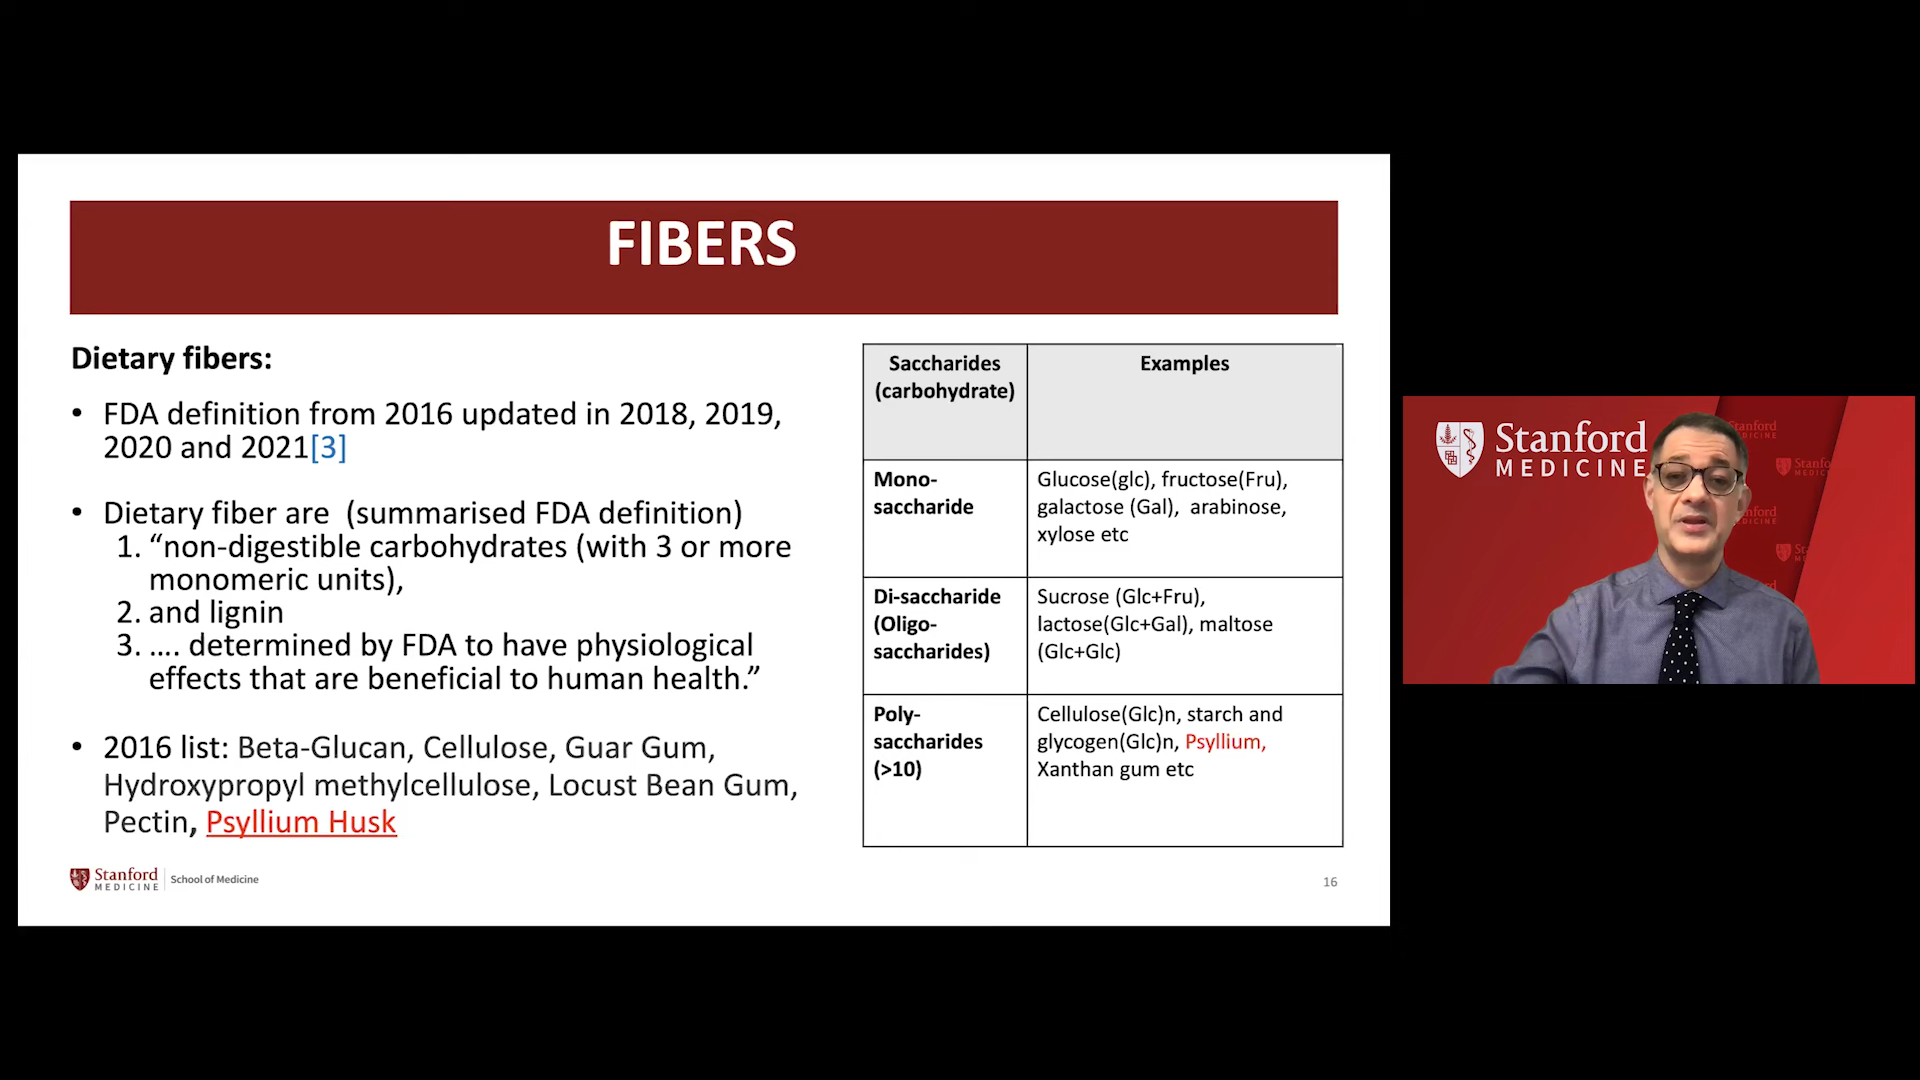 FIBERS
Dietary fibers:
• FDA definition from 2016 updated in 2018, 2019,
2020 and 2021[3]
• Dietary fiber are (summarised FDA definition)
1. “non-digestible carbohydrates (with 3 or more
monomeric units),
2. and lignin
3. .... determined by FDA to have physiological
effects that are beneficial to human health.”
• 2016 list: Beta-Glucan, Cellulose, Guar Gum,
Hydroxypropyl methylcellulose, Locust Bean Gum,
Pectin, Psyllium Husk
Saccharides
(carbohydrate)
Examples
Mono-
saccharide
Glucose(glc), fructose(Fru),
galactose (Gal), arabinose,
xylose etc
Di-saccharide
(Oligo-
saccharides)
Sucrose (Glc+Fru),
lactose(Glc+Gal), maltose
(Glc+Glc)
Poly-
saccharides
(>10)
Cellulose(Glc)n, starch and
glycogen(Glc)n, Psyllium,
Xanthan gum etc
Stanford
MEDICINE
School of Medicine
16
Stanford
MEDICINE